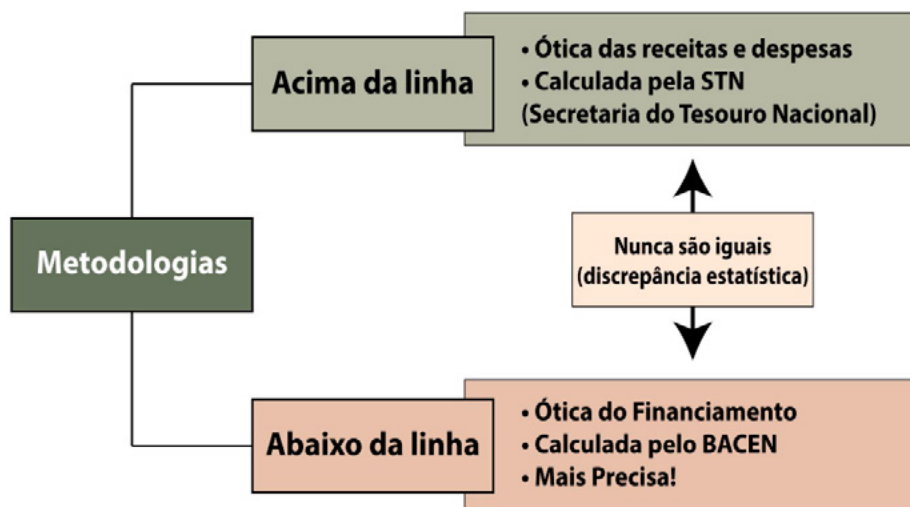 Acima da linha
• Ótica das receitas e despesas
• Calculada pela STN
(Secretaria do Tesouro Nacional)
Metodologias
Nunca são iguais
(discrepância estatística)
Abaixo da linha
• Ótica do Financiamento
• Calculada pelo BACEN
• Mais Precisa!